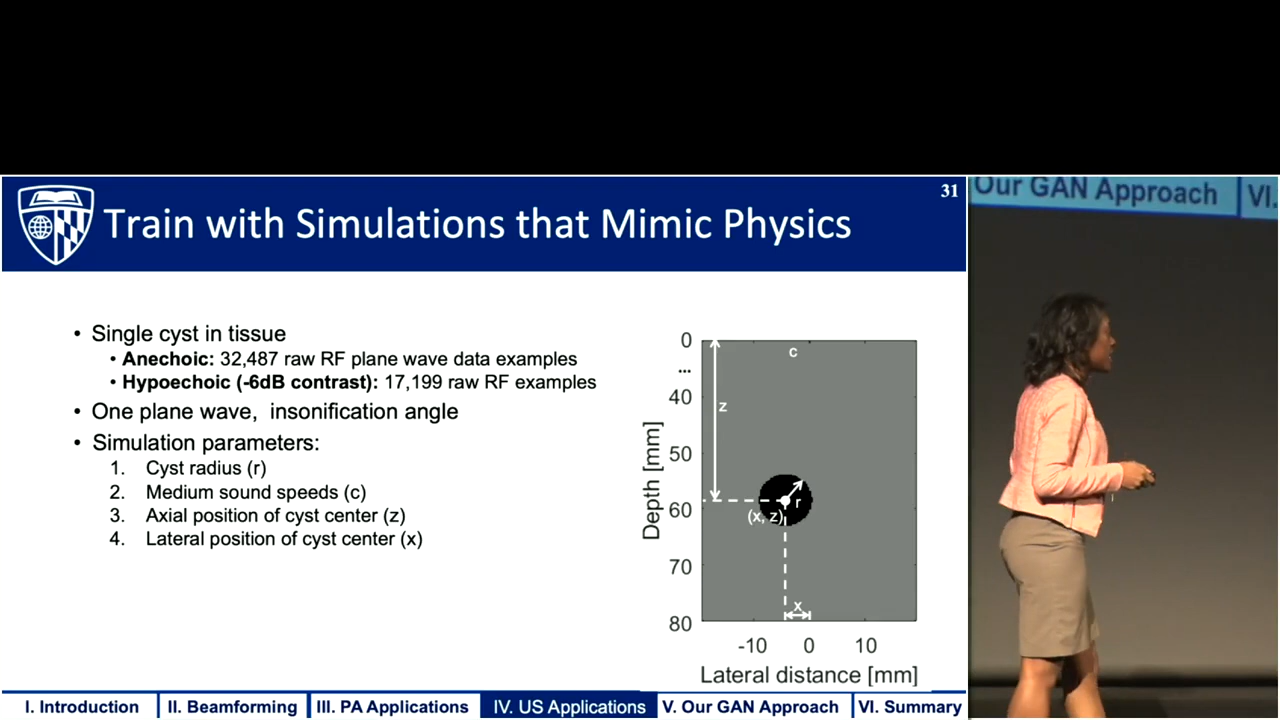 31
Train with Simulations that Mimic Physics
• Single cyst in tissue
• Anechoic: 32,487 raw RF plane wave data examples
• Hypoechoic (-6dB contrast): 17,199 raw RF examples
• One plane wave, insonification angle
• Simulation parameters:
1. Cyst radius (r)
2. Medium sound speeds (c)
3. Axial position of cyst center (z)
4. Lateral position of cyst center (x)
0
...
40
50
60
70
80
Depth [mm]
c
z
r
(x, z)
x
-10 0 10
Lateral distance [mm]
I. Introduction
II. Beamforming
III. PA Applications
IV. US Applications
V. Our GAN Approach
VI. Summary
Our GAN Approach
VI.